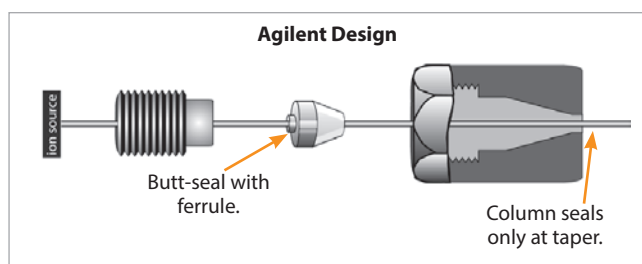 Agilent Design
ion source
Butt-seal with
ferrule.
Column seals
only at taper.